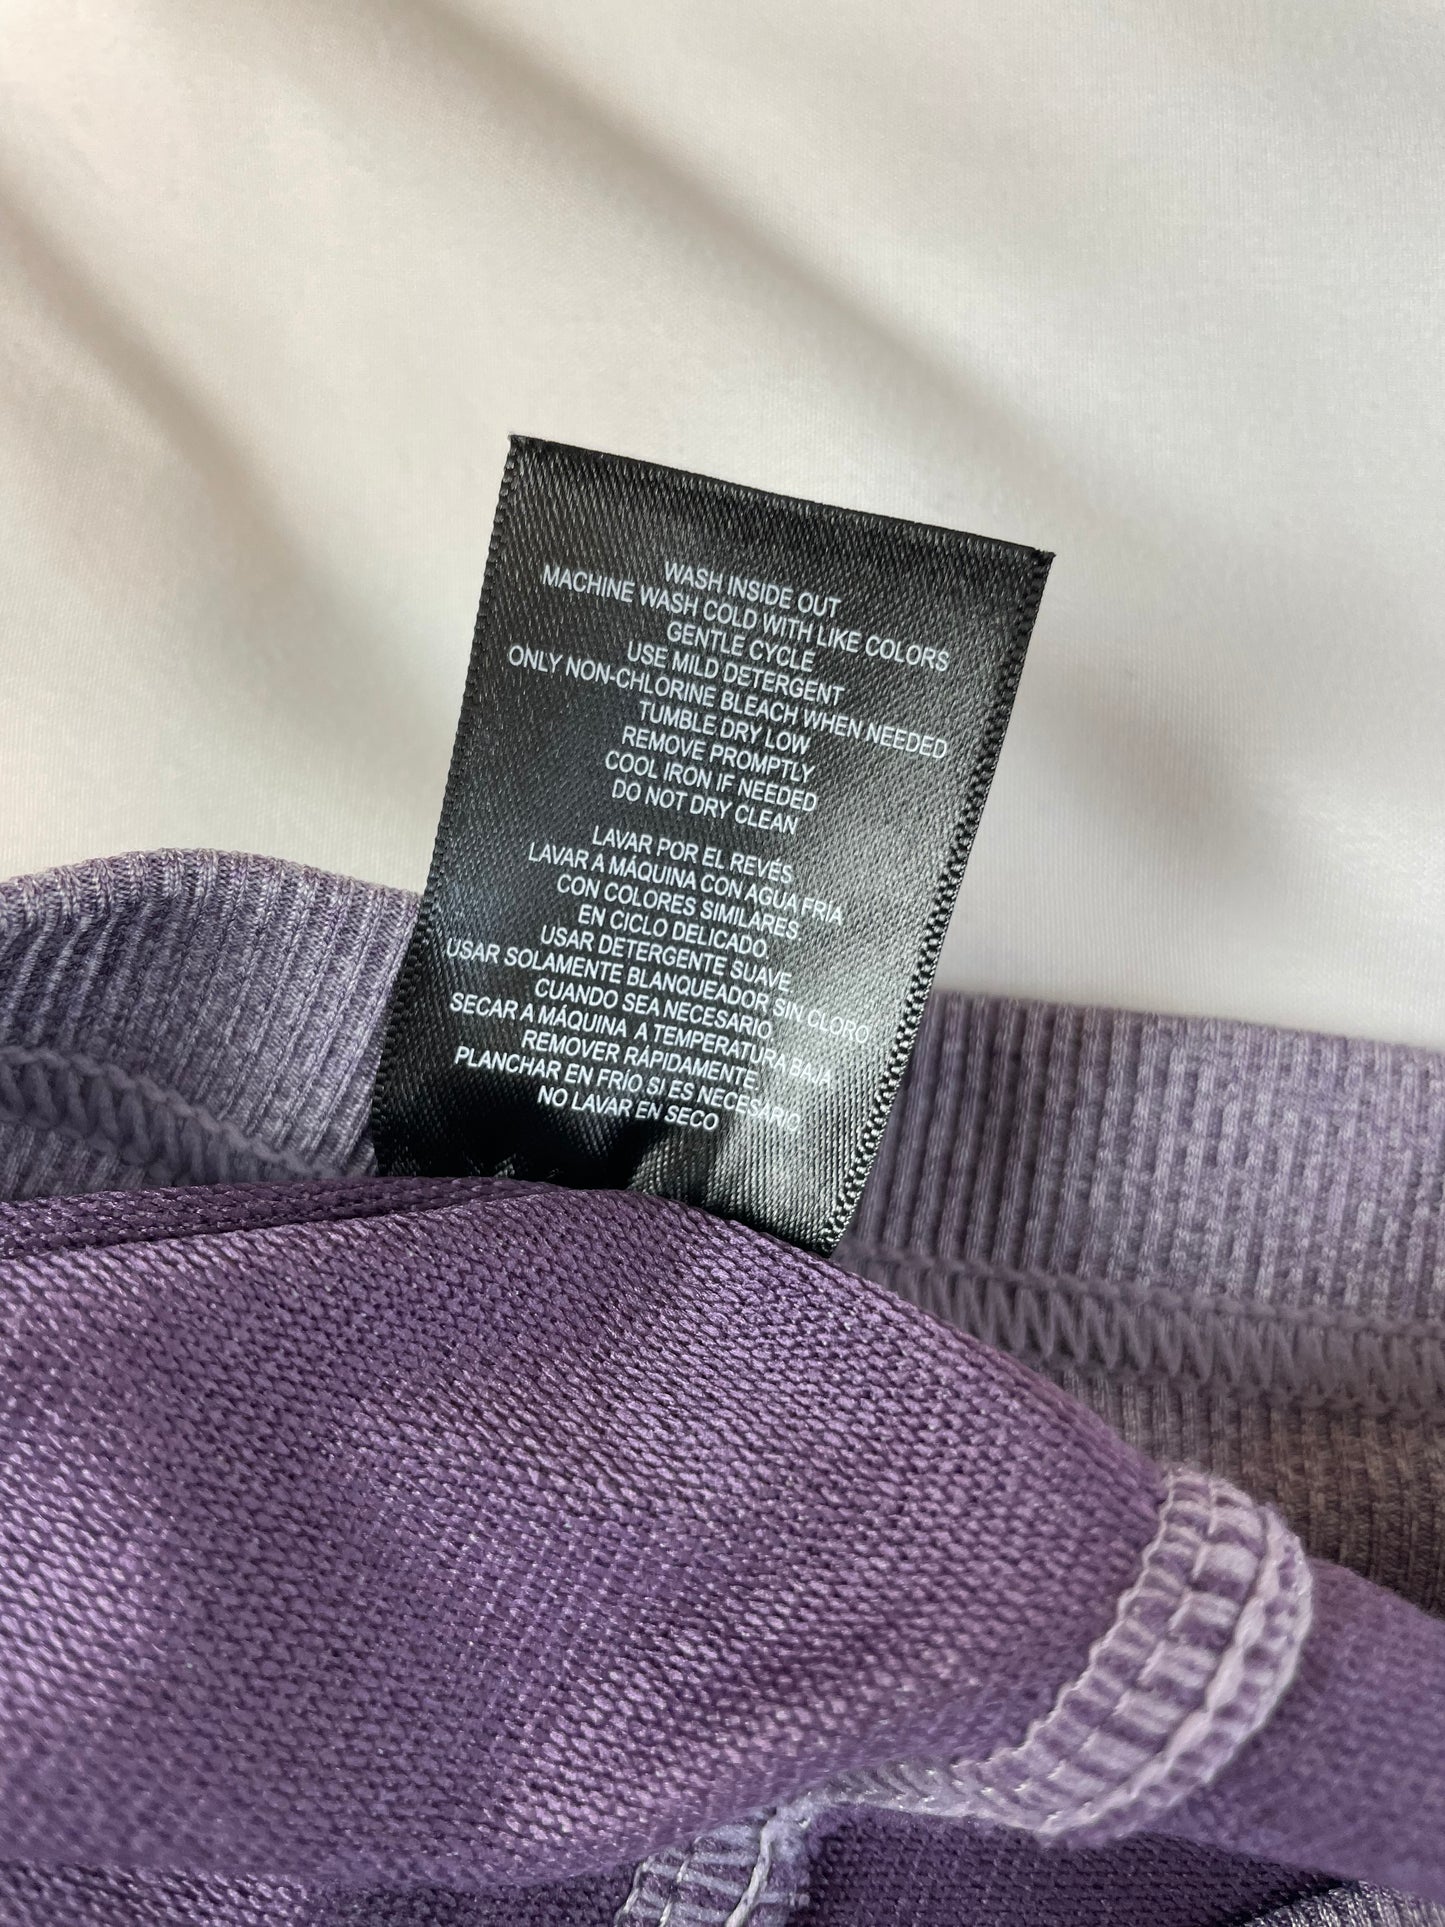 WASH INSIDE OUT
MACHINE WASH COLD WITH LIKE COLORS
GENTLE CYCLE
USE MILD DETERGENT
ONLY NON-CHLORINE BLEACH WHEN NEEDED
TUMBLE DRY LOW
REMOVE PROMPTLY
COOL IRON IF NEEDED
DO NOT DRY CLEAN
LAVAR POR EL REVÉS
LAVAR A MÁQUINA CON AGUA FRIA
CON COLORES SIMILARES
EN CICLO DELICADO
USAR DETERGENTE SUAVE
USAR SOLAMENTE BLANQUEADOR SIN CLORO
CUANDO SEA NECESARIO
SECAR A MÁQUINA A TEMPERATURA BAJA
REMOVER RÁPIDAMENTE
PLANCHAR EN FRÍO SI ES NECESARIO
NO LAVAR EN SECO